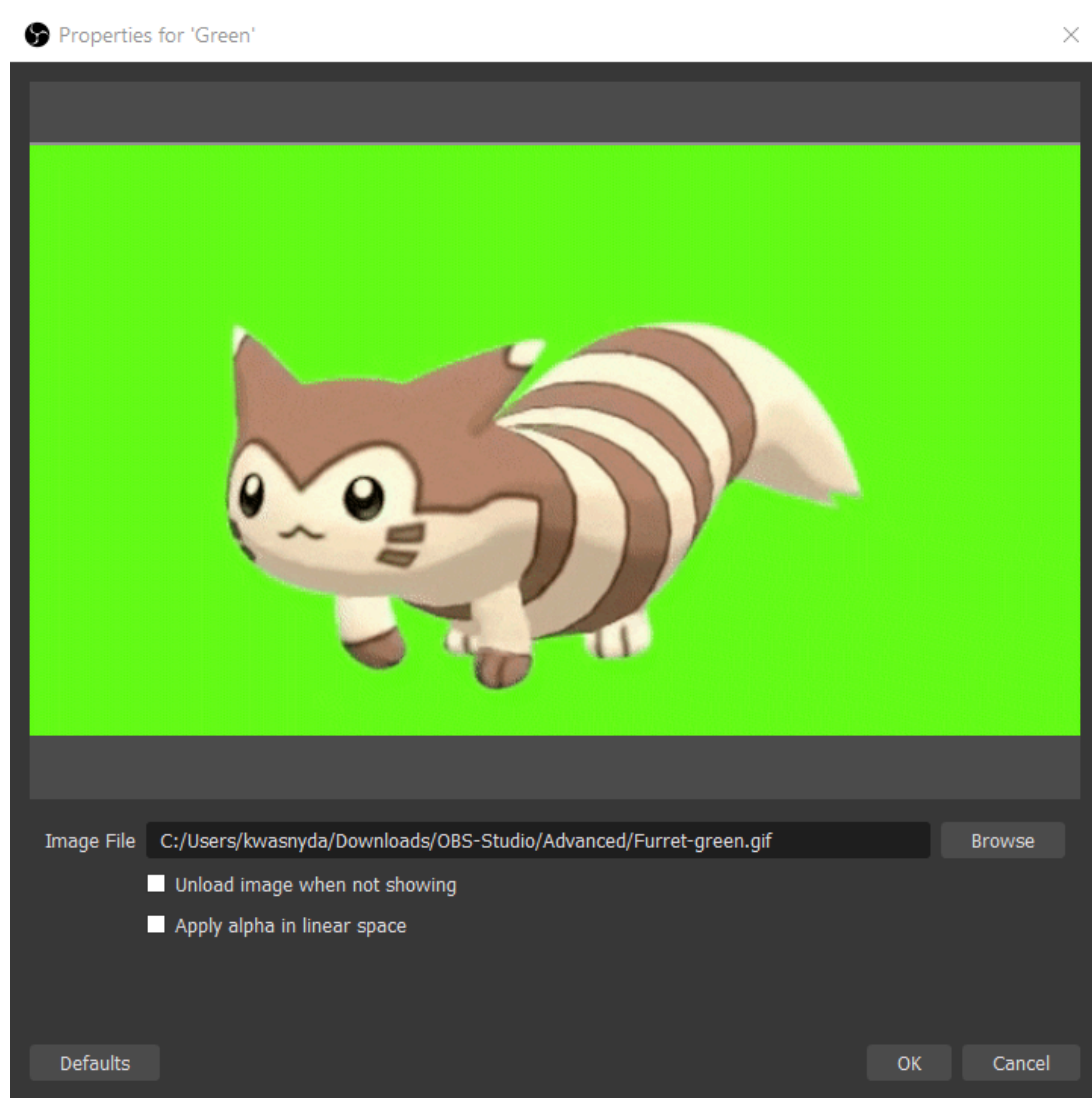 Properties for 'Green'
Image File C:/Users/kwasnyda/Downloads/OBS-Studio/Advanced/Furret-green.gif Browse
Unload image when not showing
Apply alpha in linear space
Defaults OK Cancel